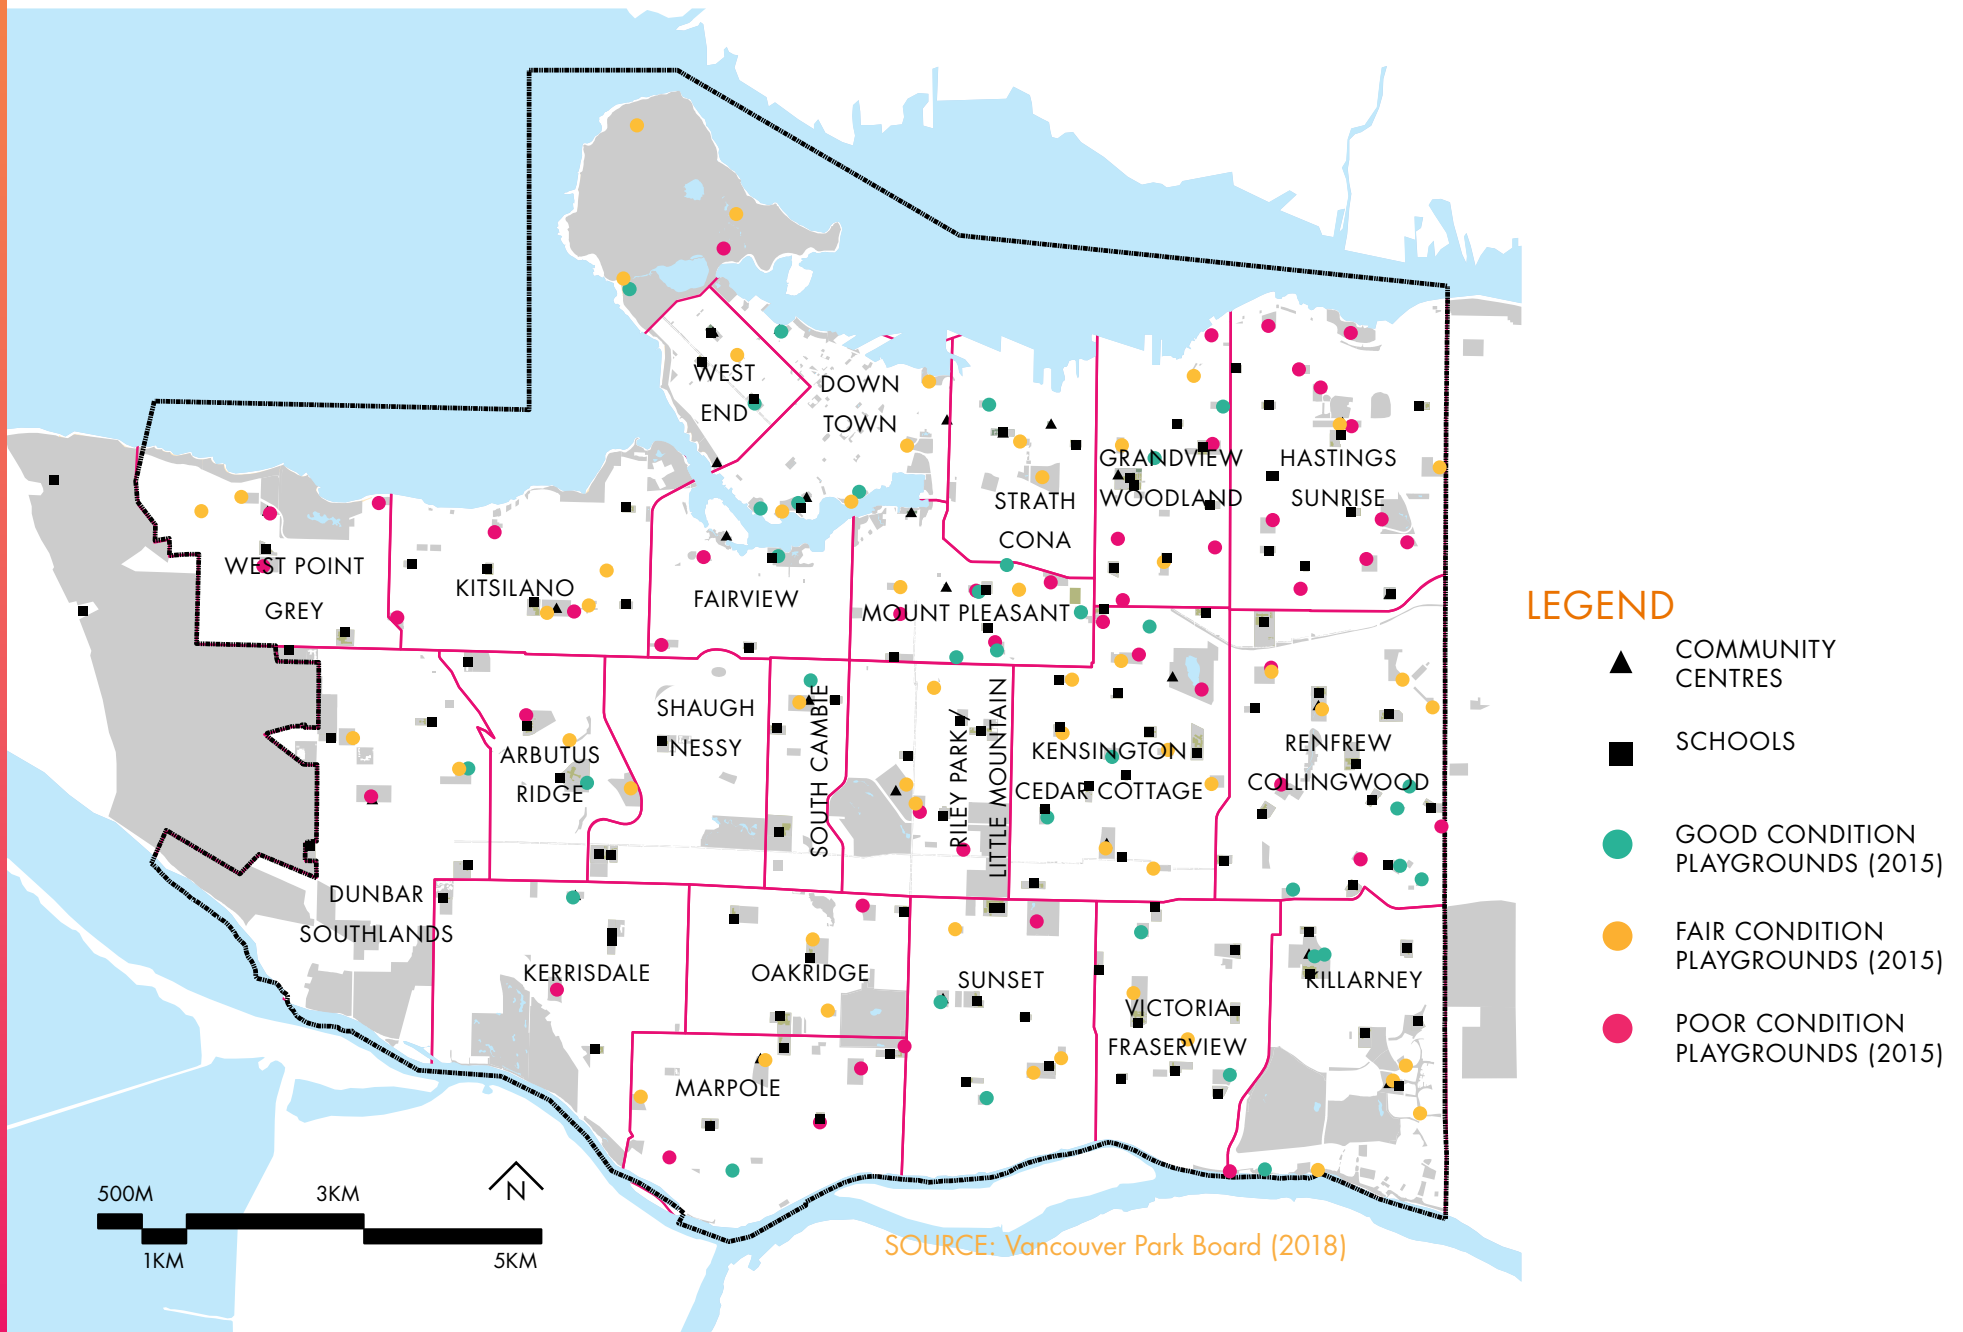 WEST
END
DOWN
TOWN
STRATH
CONA
GRANDVIEW
WOODLAND
HASTINGS
SUNRISE
WEST POINT
GREY
KITSILANO
FAIRVIEW
MOUNT PLEASANT
SHAUGH
NESSY
ARBUTUS
RIDGE
SOUTH CAMBIE
RILEY PARK /
LITTLE MOUNTAIN
KENSINGTON
CEDAR COTTAGE
RENFREW
COLLINGWOOD
DUNBAR
SOUTHLANDS
KERRISDALE
OAKRIDGE
SUNSET
VICTORIA
FRASERVIEW
KILLARNEY
MARPOLE
LEGEND
COMMUNITY
CENTRES
SCHOOLS
GOOD CONDITION
PLAYGROUNDS (2015)
FAIR CONDITION
PLAYGROUNDS (2015)
POOR CONDITION
PLAYGROUNDS (2015)
500M
3KM
1KM
5KM
N
SOURCE: Vancouver Park Board (2018)